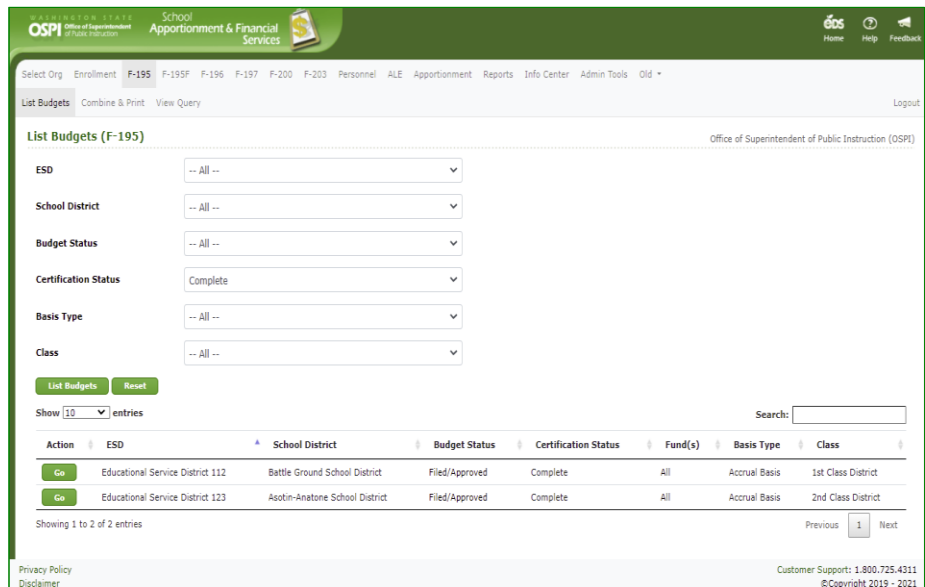 WASHINGTON STATE
OSPI Office of Superintendent
of Public Instruction
School
Apportionment & Financial
Services
éds
Home Help Feedback
Select Org Enrollment F-195 F-195F F-196 F-197 F-200 F-203 Personnel ALE Apportionment Reports Info Center Admin Tools Old
List Budgets Combine & Print View Query Logout
List Budgets (F-195) Office of Superintendent of Public Instruction (OSPI)
ESD -- All --
School District -- All --
Budget Status -- All --
Certification Status Complete
Basis Type -- All --
Class -- All --
List Budgets Reset
Show 10 entries Search:
Action ESD School District Budget Status Certification Status Fund(s) Basis Type Class
Go Educational Service District 112 Battle Ground School District Filed/Approved Complete All Accrual Basis 1st Class District
Go Educational Service District 123 Asotin-Anatone School District Filed/Approved Complete All Accrual Basis 2nd Class District
Showing 1 to 2 of 2 entries Previous 1 Next
Privacy Policy Customer Support: 1.800.725.4311
Disclaimer ©Copyright 2019 - 2021